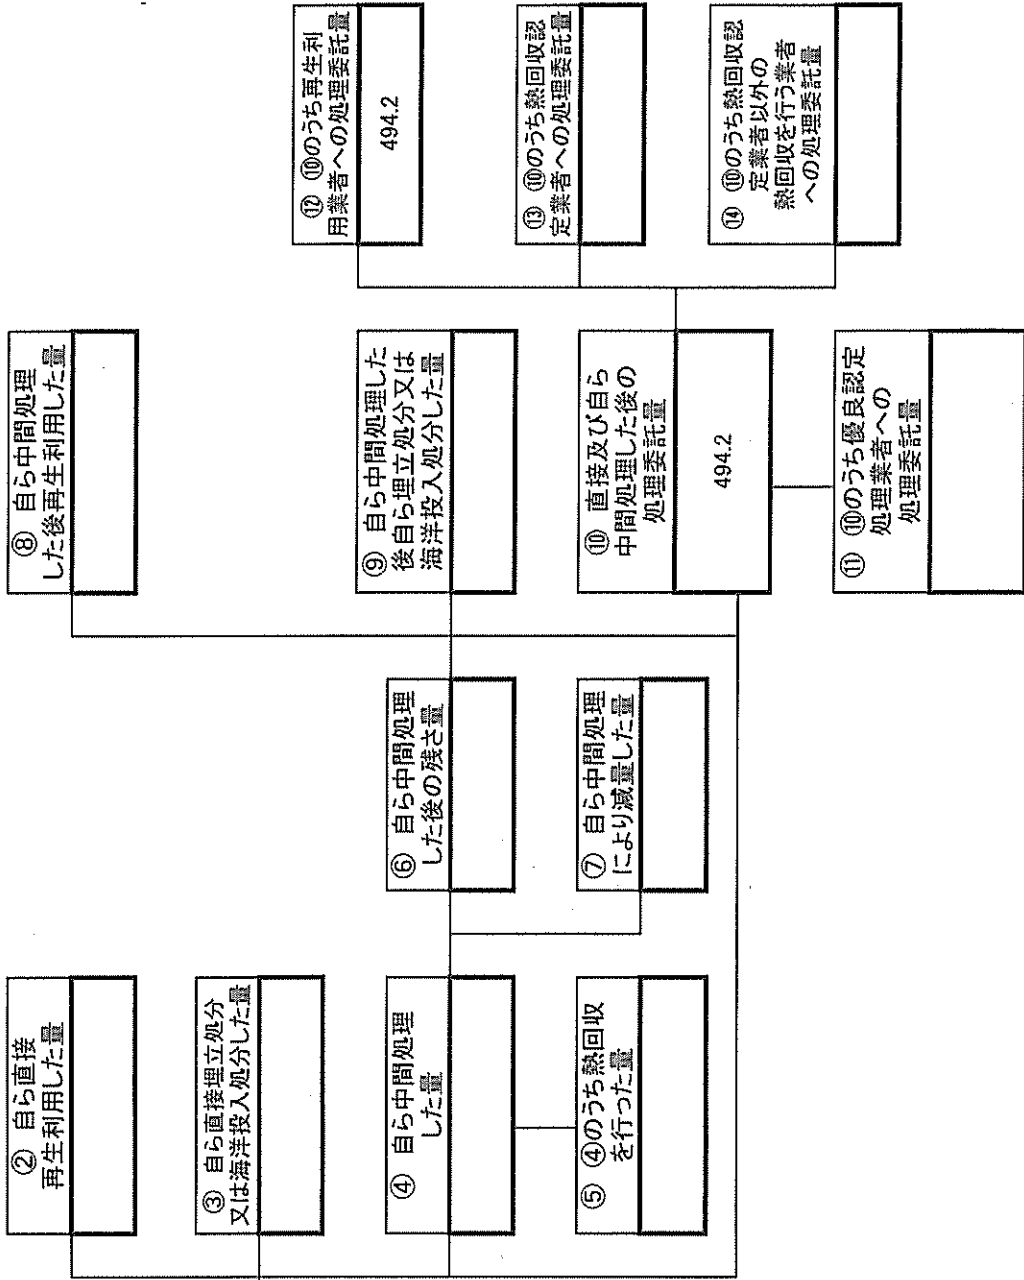 ② 自ら直接
再生利用した量
③ 自ら直接埋立処分
又は海洋投入処分した量
④ 自ら中間処理
した量
⑤ ④のうち熱回収
を行った量
⑥ 自ら中間処理
した後の残さ量
⑦ 自ら中間処理
により減量した量
⑧ 自ら中間処理
した後再生利用した量
⑨ 自ら中間処理した
後自ら埋立処分又は
海洋投入処分した量
⑩ 直接及び自ら
中間処理した後の
処理委託量
494.2
⑪ ⑩のうち優良認定
処理業者への
処理委託量
⑫ ⑩のうち再生利
用業者への処理委託量
494.2
⑬ ⑩のうち熱回収認
定業者への処理委託量
⑭ ⑩のうち熱回収認
定業者以外の
熱回収を行う業者
への処理委託量